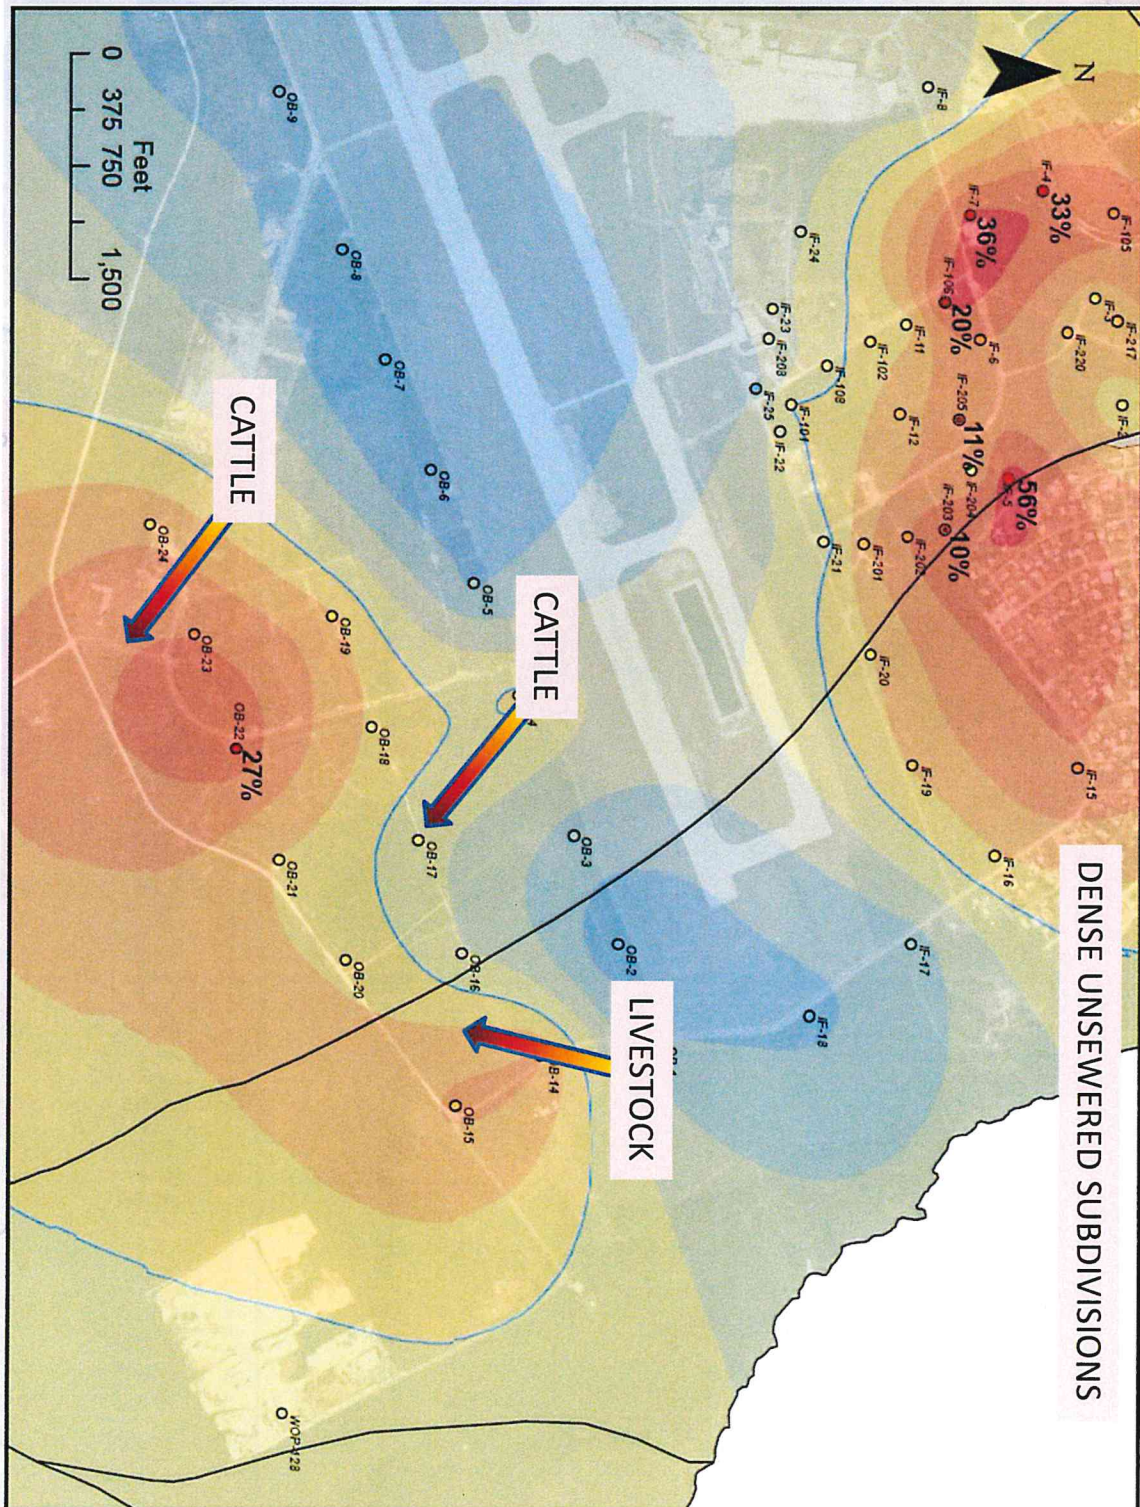 N
0 375 750 1,500
Feet
DENSE UNSEWERED SUBDIVISIONS
CATTLE
CATTLE
LIVESTOCK
33%
36%
20%
11%
56%
10%
27%
IF-8
IF-4
IF-105
IF-7
IF-106
IF-3
IF-217
IF-220
IF-6
IF-24
IF-23
IF-208
IF-11
IF-102
IF-108
IF-25
IF-101
IF-22
IF-12
IF-205
IF-204
IF-5
IF-203
IF-202
IF-201
IF-21
IF-20
IF-19
IF-15
IF-16
IF-17
IF-18
OB-9
OB-8
OB-7
OB-6
OB-5
OB-3
OB-2
OB-14
OB-15
OB-16
OB-17
OB-18
OB-19
OB-20
OB-21
OB-22
OB-23
OB-24
WOP-128